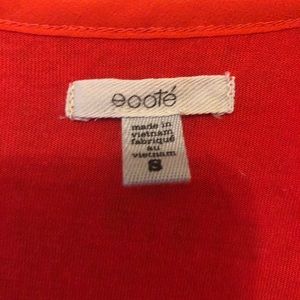 ecoté
made in
vietnam
fabriqué
au
vietnam
S